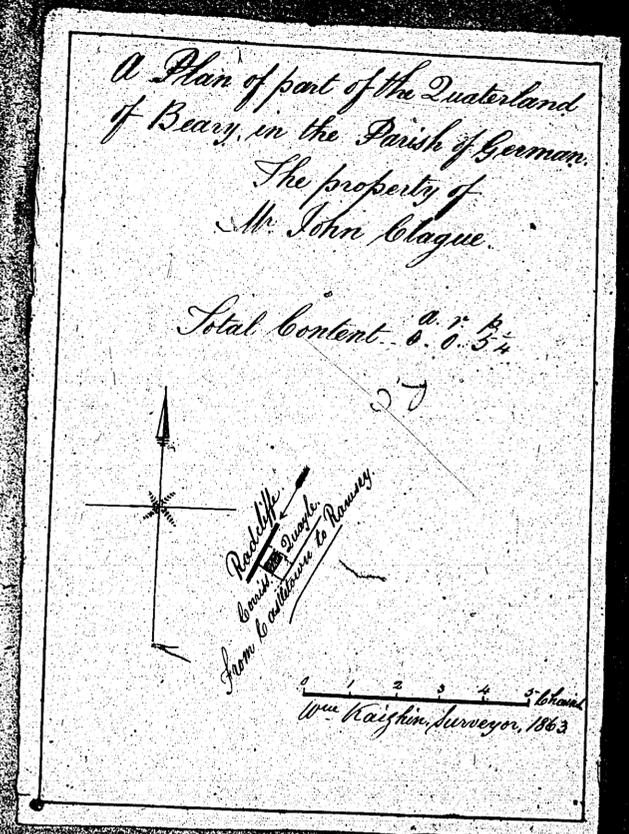 A Plan of part of the Quaterland
of Beary, in the Parish of German.
The property of
Mr. John Clague.
a. r. p.
Total Content -- 0. 0. 5¼
Radcliffe
Quayle.
Corriss.
From Castletown to Ramsey.
0 1 2 3 4 5 Chains
Wm. Kaighin, Surveyor, 1863.